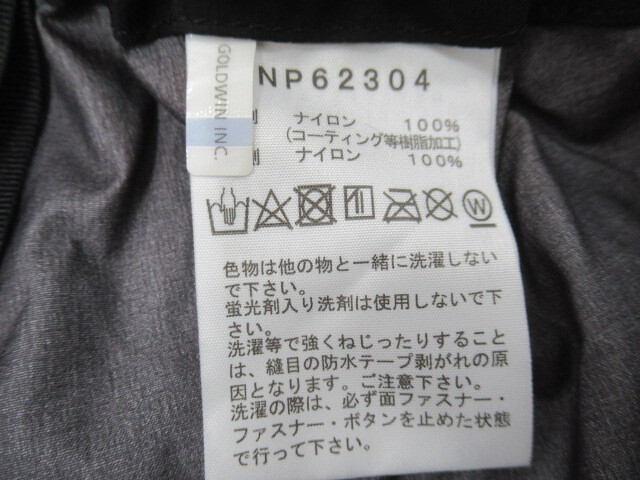 GOLDWIN INC.
NP62304
側 ナイロン 100%
(コーティング等樹脂加工)
側 ナイロン 100%
W
色物は他の物と一緒に洗濯しない
で下さい。
蛍光剤入り洗剤は使用しないで下
さい。
洗濯等で強くねじったりすること
は、縫目の防水テープ剥がれの原
因となります。ご注意下さい。
洗濯の際は、必ず面ファスナー・
ファスナー・ボタンを止めた状態
で行って下さい。